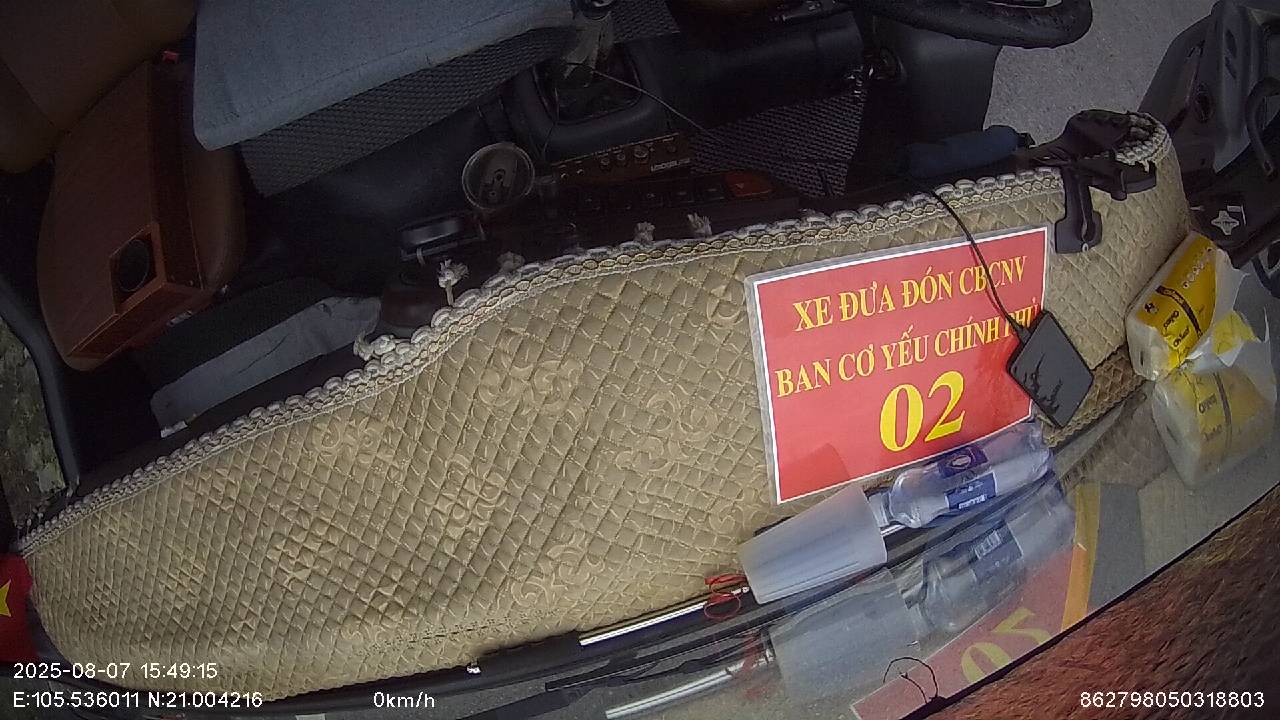 XE ĐƯA ĐÓN CBCNV
BAN CƠ YẾU CHÍNH PHỦ
02
2025-08-07 15:49:15
E:105.536011 N:21.004216
0km/h
862798050318803